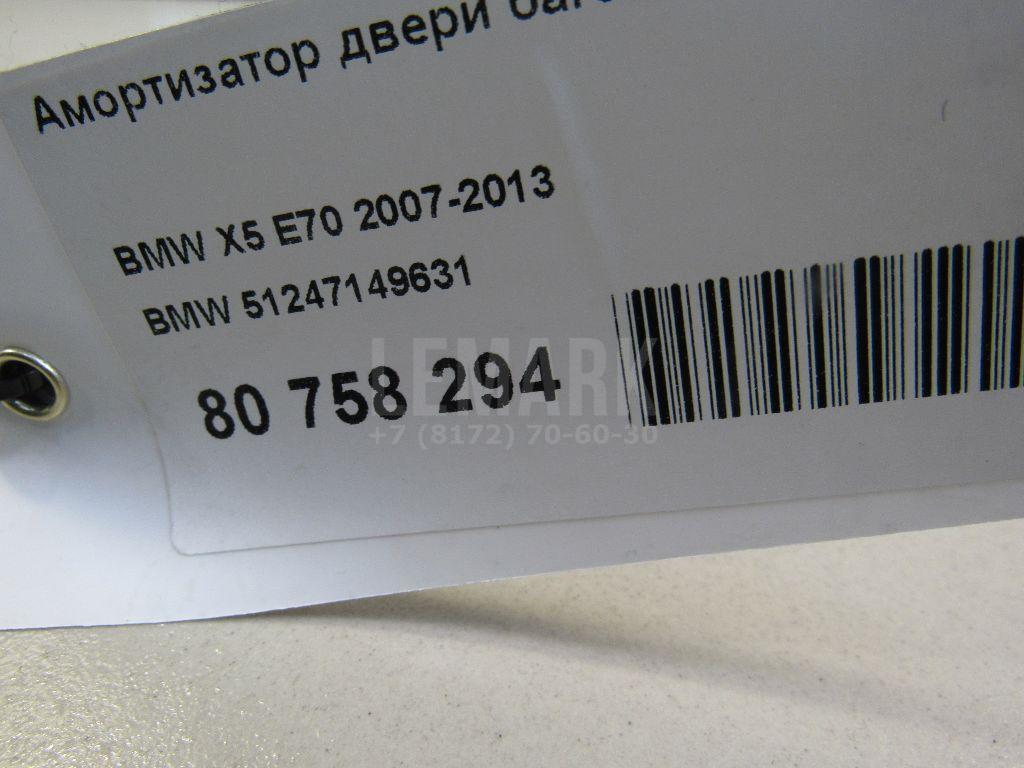 Амортизатор двери
BMW X5 E70 2007-2013
BMW 51247149631
80 758 294
LEMARK
+7 (8172) 70-60-30